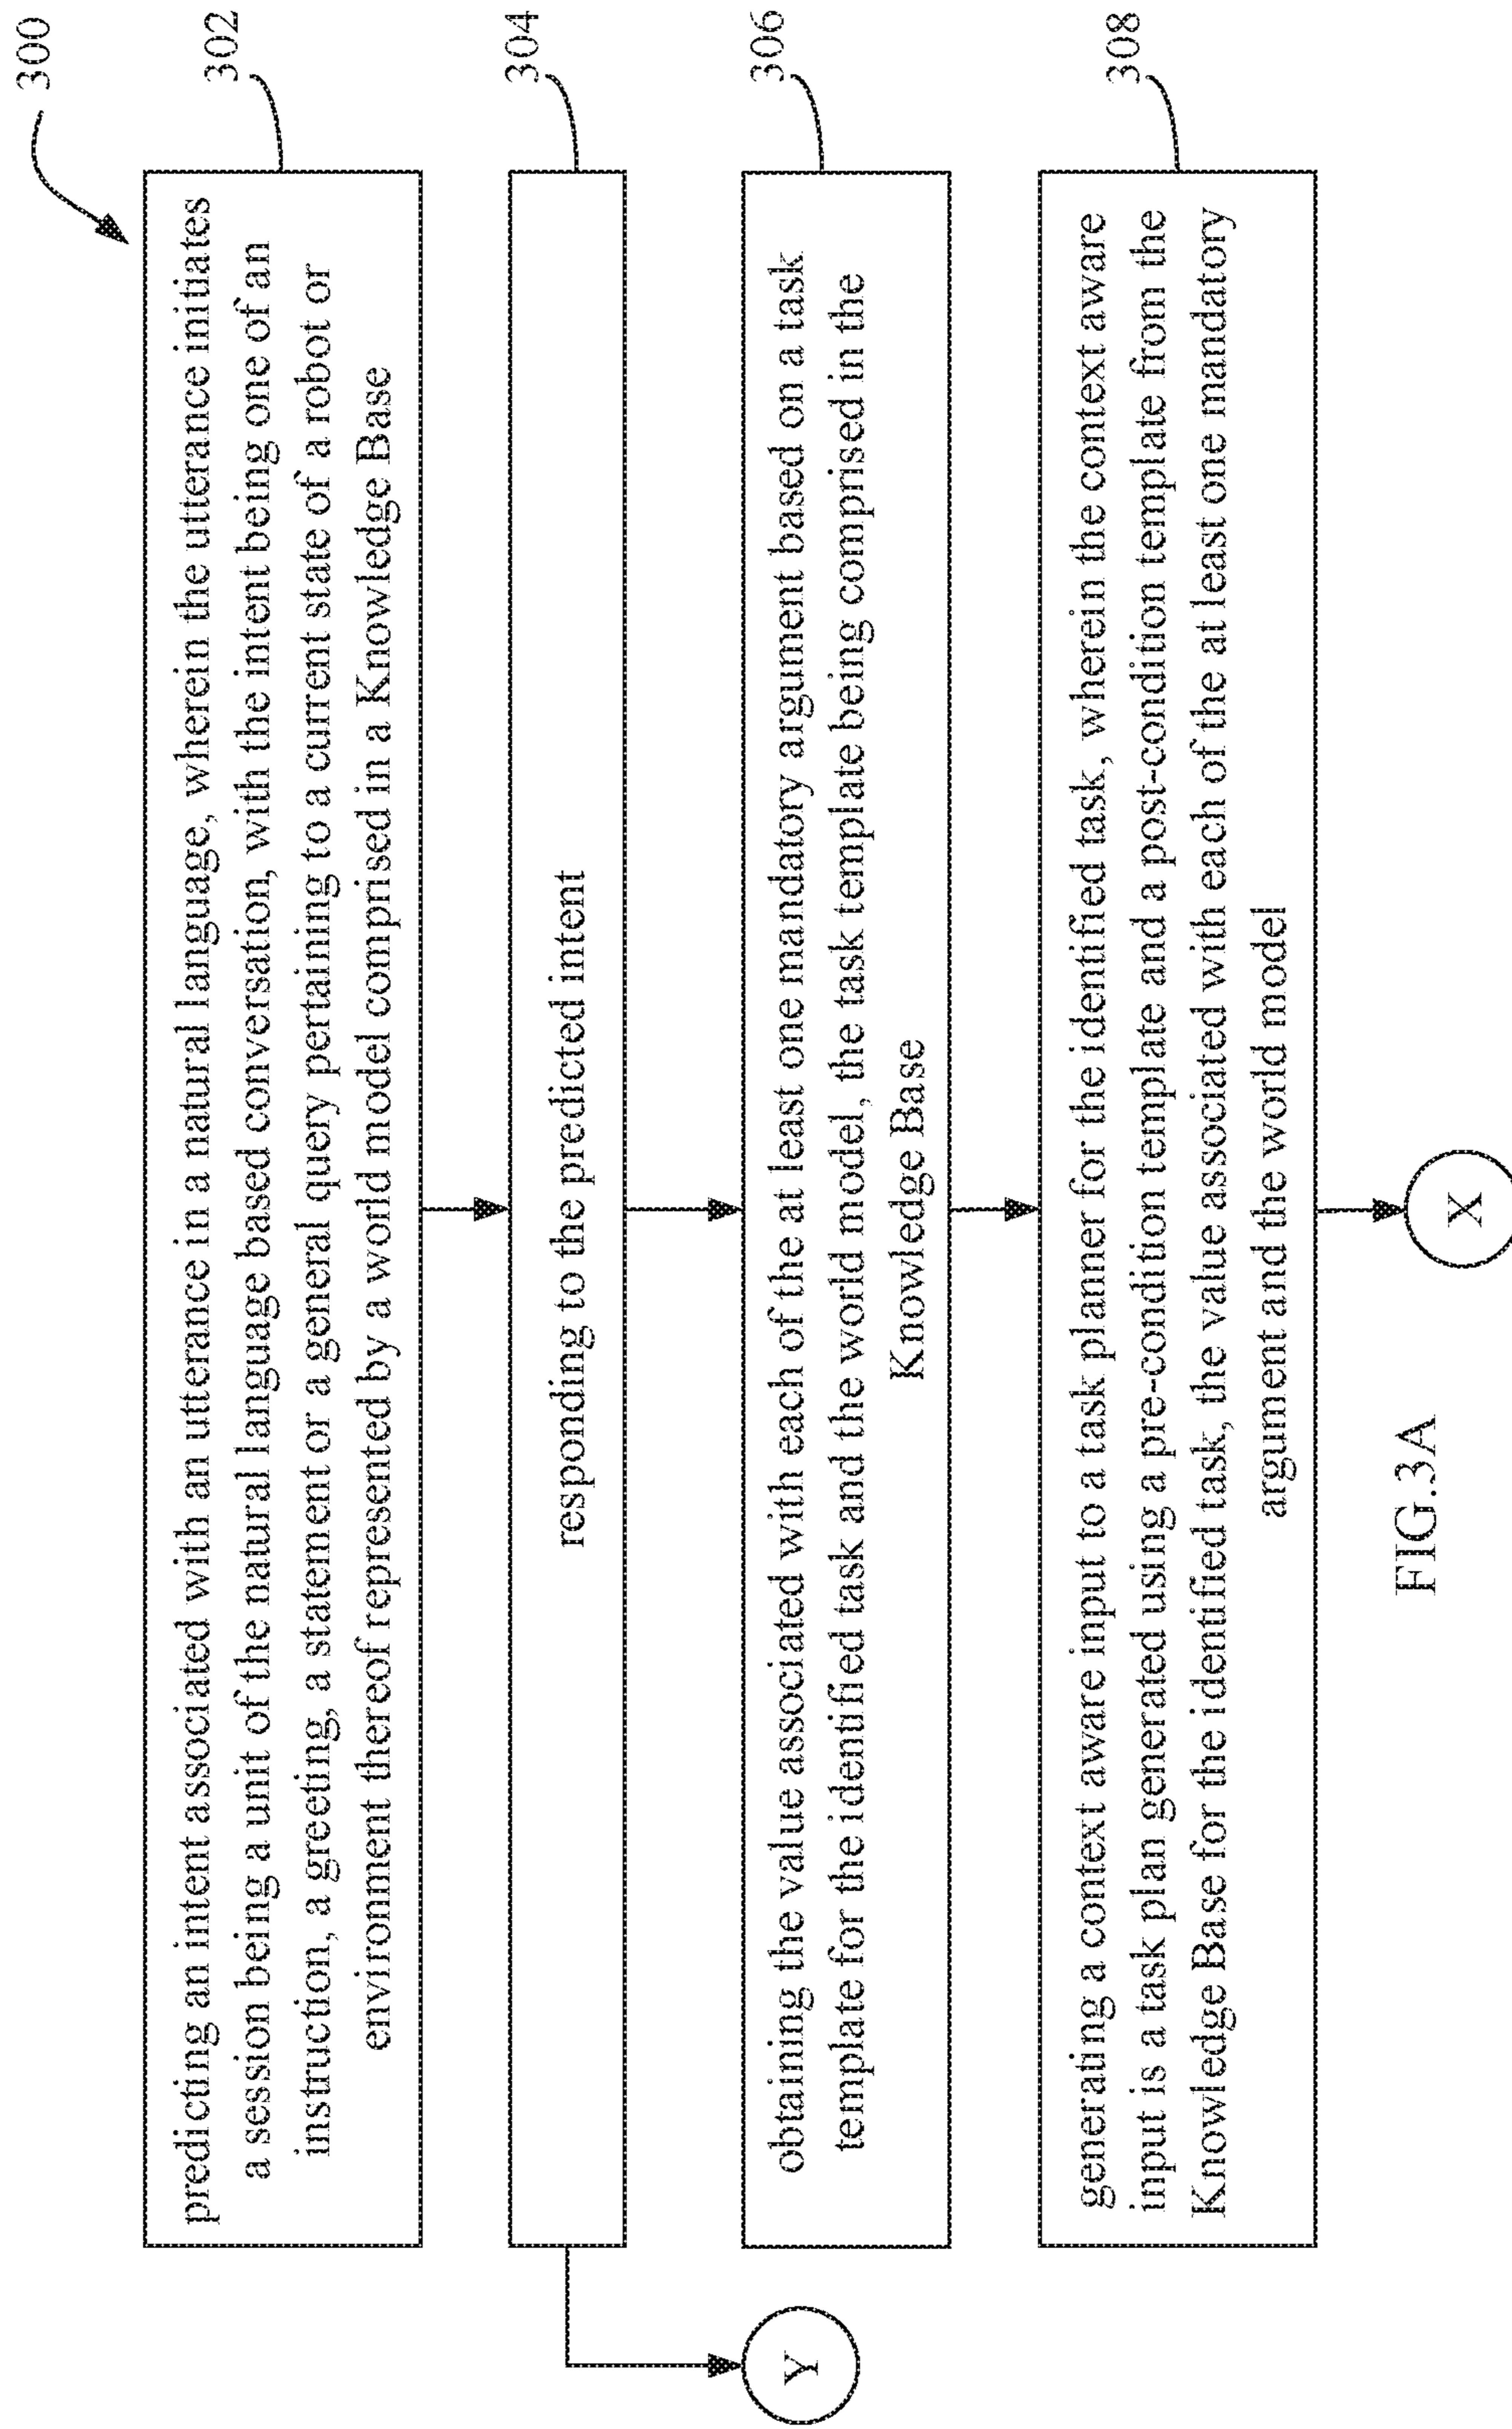 300
predicting an intent associated with an utterance in a natural language, wherein the utterance initiates
a session being a unit of the natural language based conversation, with the intent being one of an
instruction, a greeting, a statement or a general query pertaining to a current state of a robot or
environment thereof represented by a world model comprised in a Knowledge Base
302
responding to the predicted intent
304
Y
obtaining the value associated with each of the at least one mandatory argument based on a task
template for the identified task and the world model, the task template being comprised in the
Knowledge Base
306
generating a context aware input to a task planner for the identified task, wherein the context aware
input is a task plan generated using a pre-condition template and a post-condition template from the
Knowledge Base for the identified task, the value associated with each of the at least one mandatory
argument and the world model
308
X
FIG.3A